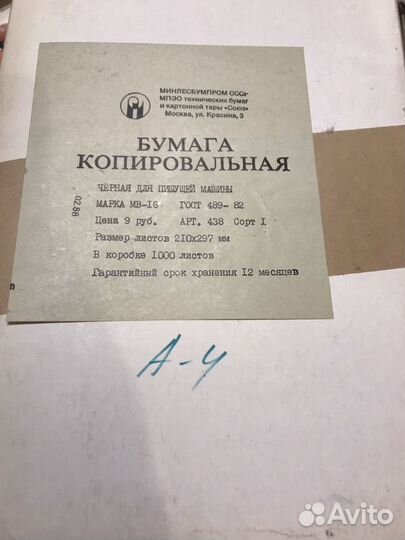 МИНЛЕСБУМПРОМ СССР
МПЭО технических бумаг
и картонной тары «Союз»
Москва, ул. Красина, 3
БУМАГА
КОПИРОВАЛЬНАЯ
ЧЕРНАЯ ДЛЯ ПИШУЩЕЙ МАШИНЫ
МАРКА МВ-16 ГОСТ 489-82
Цена 9 руб. АРТ. 438 Сорт I
Размер листов 210х297 мм
В коробке 1000 листов
Гарантийный срок хранения 12 месяцев
02.88
А-4
Avito